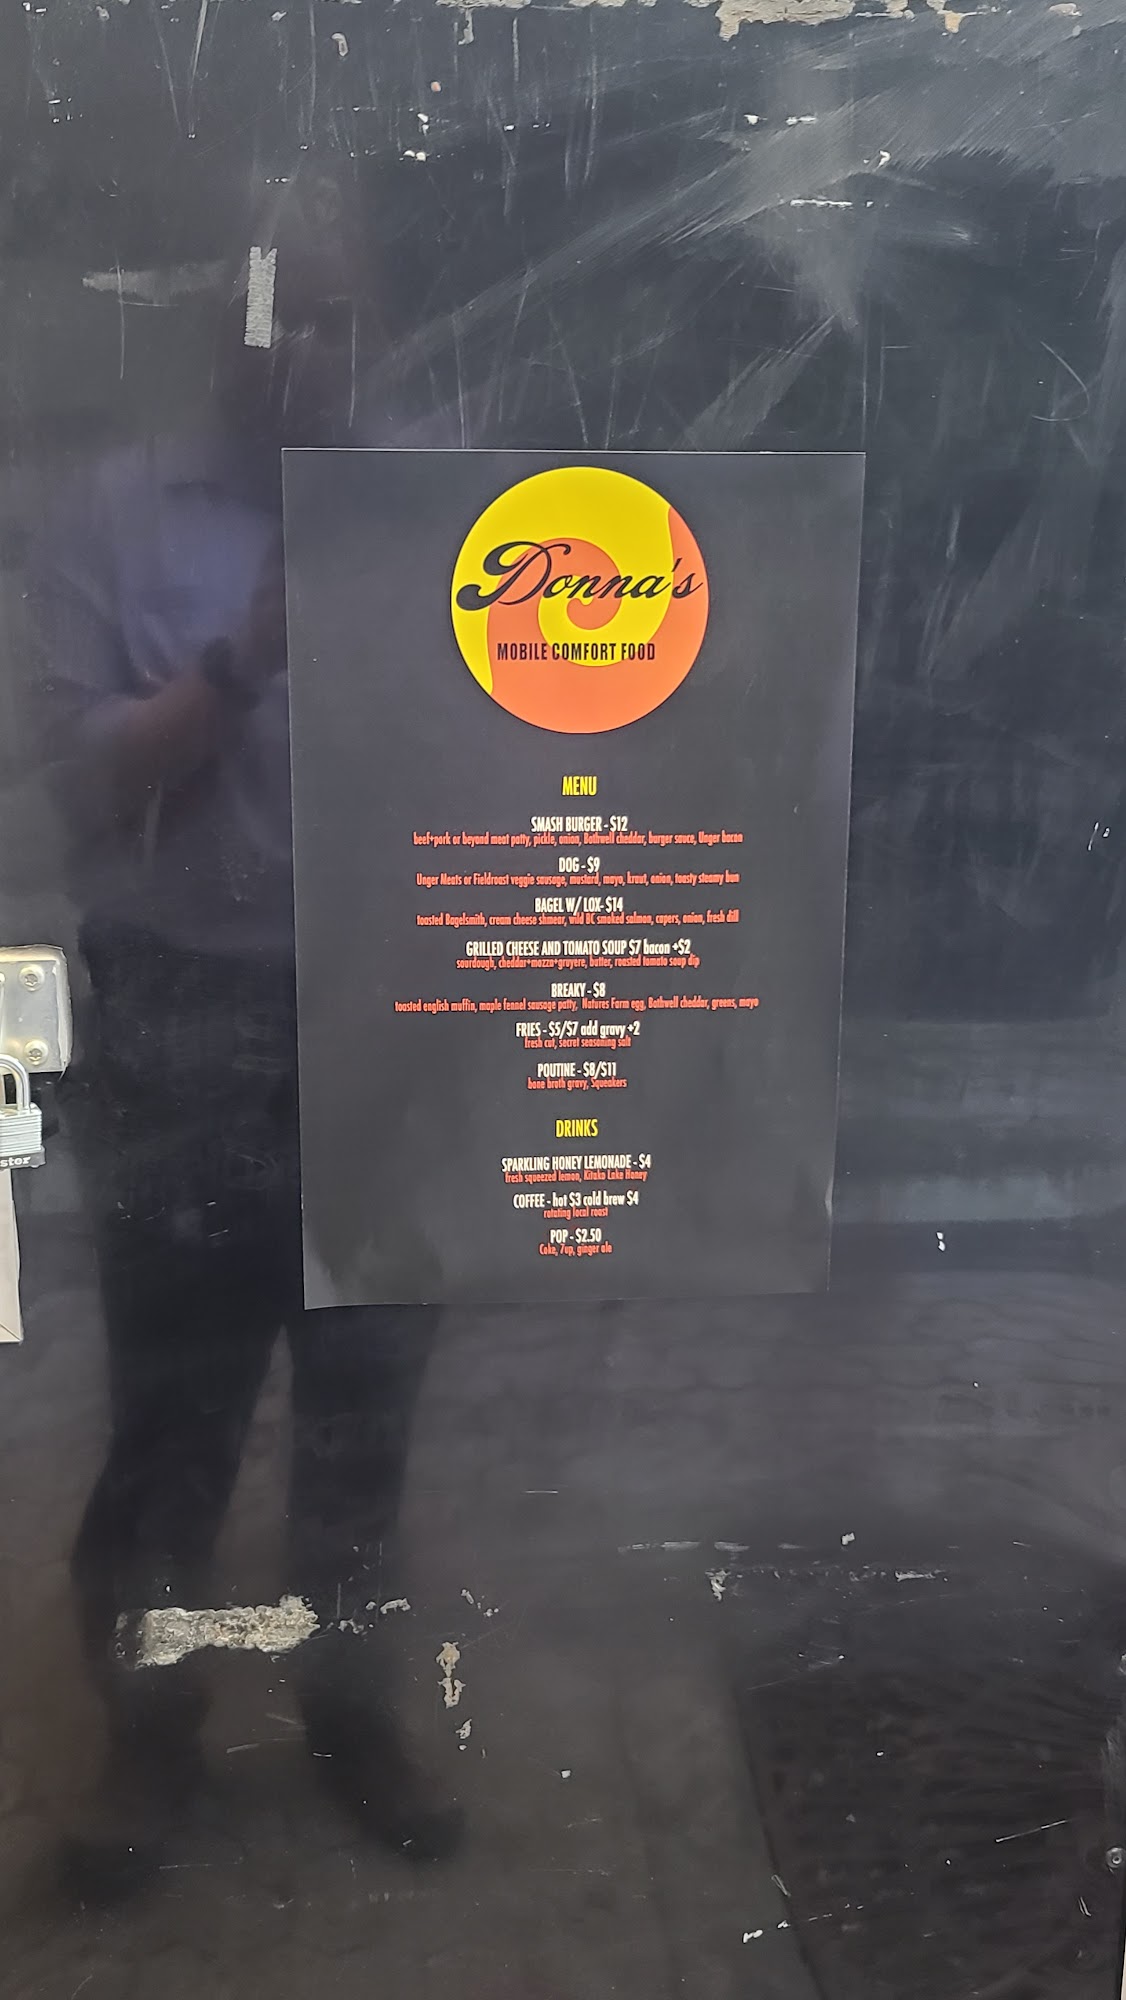 Donna's
MOBILE COMFORT FOOD
MENU
SMASH BURGER - $12
beef+pork or beyond meat patty, pickle, onion, Bothwell cheddar, burger sauce, Unger bacon
DOG - $9
Unger Meats or Fieldroast veggie sausage, mustard, mayo, kraut, onion, toasty steamy bun
BAGEL W/ LOX- $14
toasted Bagelsmith, cream cheese shmear, wild BC smoked salmon, capers, onion, fresh dill
GRILLED CHEESE AND TOMATO SOUP $7 bacon +$2
sourdough, cheddar+mozza+gruyere, butter, roasted tomato soup dip
BREAKY - $8
toasted english muffin, maple fennel sausage patty, Natures Farm egg, Bothwell cheddar, greens, mayo
FRIES - $5/$7 add gravy +2
fresh cut, secret seasoning salt
POUTINE - $8/$11
bone broth gravy, Squeakers
DRINKS
SPARKLING HONEY LEMONADE - $4
fresh squeezed lemon, Kitako Lake Honey
COFFEE - hot $3 cold brew $4
rotating local roast
POP - $2.50
Coke, 7up, ginger ale